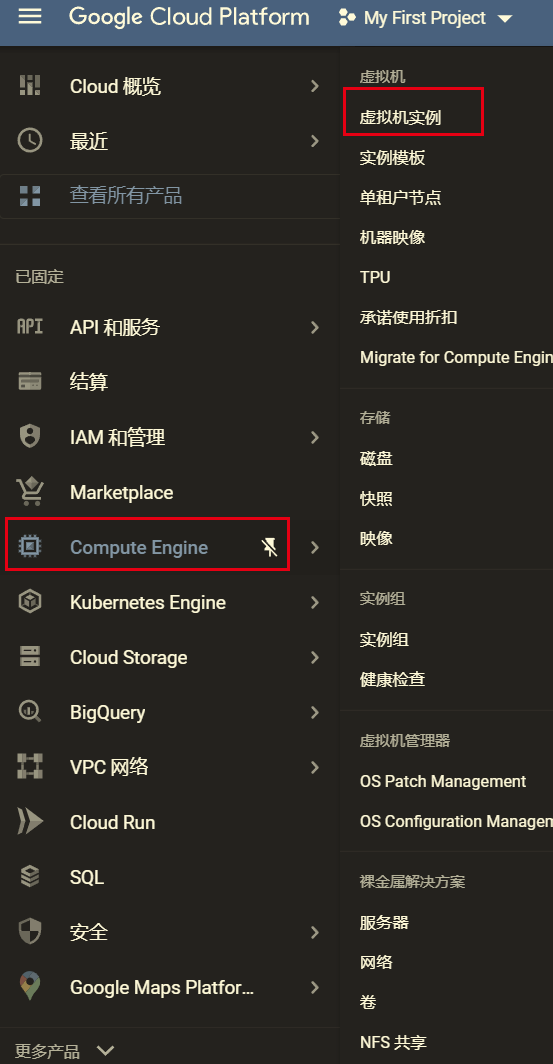 Google Cloud Platform
My First Project
Cloud 概览
最近
查看所有产品
已固定
API
API 和服务
结算
IAM 和管理
Marketplace
Compute Engine
Kubernetes Engine
Cloud Storage
BigQuery
VPC 网络
Cloud Run
SQL
安全
Google Maps Platfor...
更多产品
虚拟机
虚拟机实例
实例模板
单租户节点
机器映像
TPU
承诺使用折扣
Migrate for Compute Engin
存储
磁盘
快照
映像
实例组
实例组
健康检查
虚拟机管理器
OS Patch Management
OS Configuration Managem
裸金属解决方案
服务器
网络
卷
NFS 共享